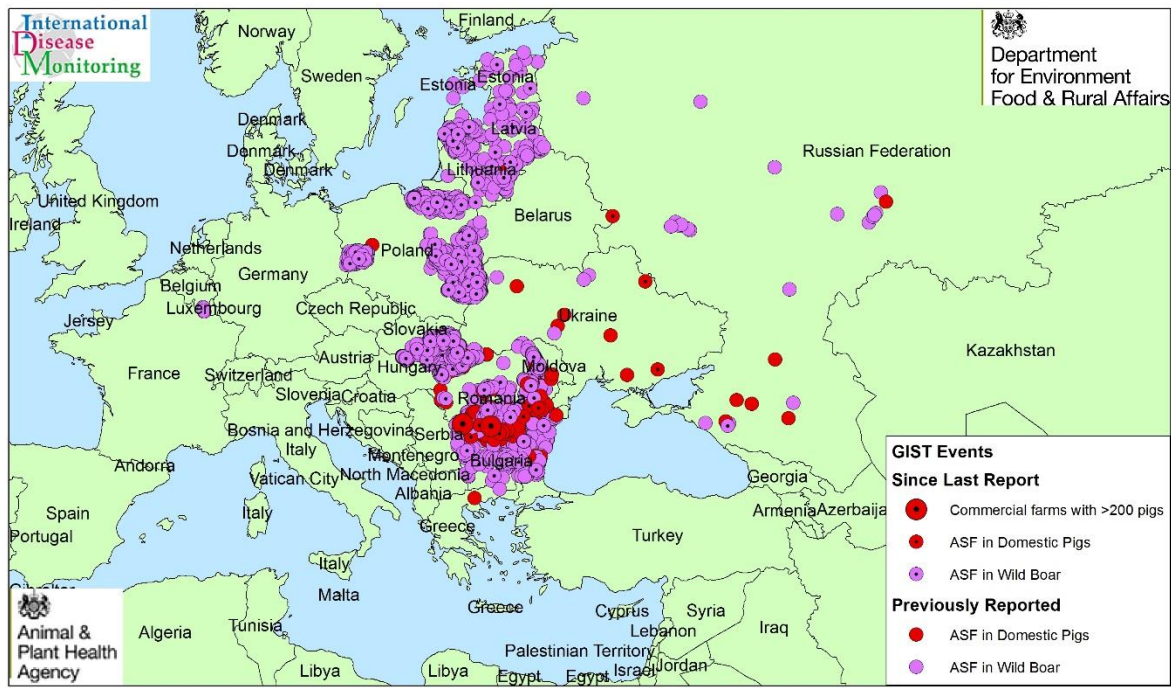 International
Disease
Monitoring
Department
for Environment
Food & Rural Affairs
Norway
Finland
Sweden
Estonia
Estonia
Latvia
Denmark
Denmark
Denmark
Lithuania
Russian Federation
United Kingdom
Ireland
Belarus
Netherlands
Poland
Germany
Belgium
Luxembourg
Czech Republic
Ukraine
Jersey
Slovakia
Austria
Hungary
Moldova
Kazakhstan
France
Switzerland
Slovenia
Croatia
Romania
Bosnia and Herzegovina
Serbia
Italy
Montenegro
Bulgaria
Andorra
Vatican City
North Macedonia
Georgia
Albania
Italy
Armenia
Azerbaija
Spain
Greece
Portugal
Turkey
Italy
Gibraltar
Malta
Greece
Cyprus
Syria
Lebanon
Iraq
Algeria
Tunisia
Palestinian Territory
Israel
Jordan
Libya
Libya
Egypt
Egypt
Animal &
Plant Health
Agency
GIST Events
Since Last Report
Commercial farms with >200 pigs
ASF in Domestic Pigs
ASF in Wild Boar
Previously Reported
ASF in Domestic Pigs
ASF in Wild Boar